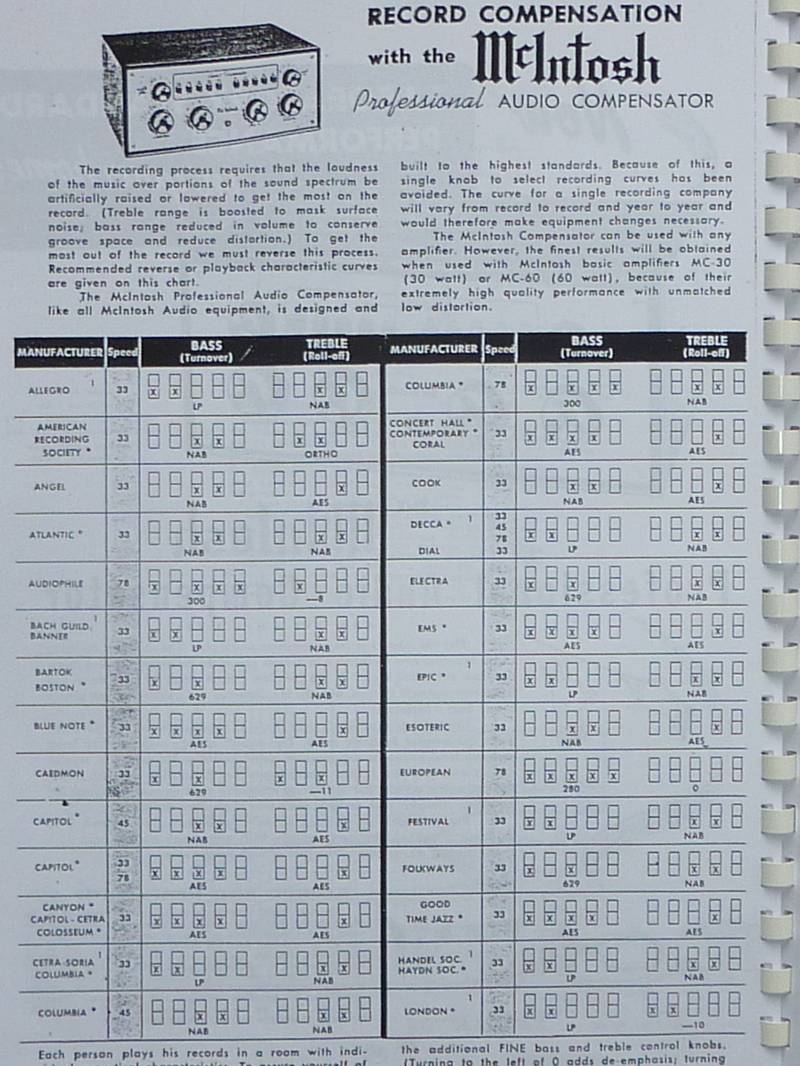 RECORD COMPENSATION
with the McIntosh
Professional AUDIO COMPENSATOR
The recording process requires that the loudness
of the music over portions of the sound spectrum be
artificially raised or lowered to get the most on the
record. (Treble range is boosted to mask surface
noise; bass range reduced in volume to conserve
groove space and reduce distortion.) To get the
most out of the record we must reverse this process.
Recommended reverse or playback characteristic curves
are given on this chart.
The McIntosh Professional Audio Compensator,
like all McIntosh Audio equipment, is designed and
built to the highest standards. Because of this, a
single knob to select recording curves has been
avoided. The curve for a single recording company
will vary from record to record and year to year and
would therefore make equipment changes necessary.
The McIntosh Compensator can be used with any
amplifier. However, the finest results will be obtained
when used with McIntosh basic amplifiers MC-30
(30 watt) or MC-60 (60 watt), because of their
extremely high quality performance with unmatched
low distortion.
MANUFACTURER Speed BASS (Turnover) TREBLE (Roll-off)
ALLEGRO 1 33 x x LP x x NAB
AMERICAN RECORDING SOCIETY * 33 x x NAB x x ORTHO
ANGEL 33 x x NAB x AES
ATLANTIC * 33 x x NAB x x NAB
AUDIOPHILE 78 x x x x 300 x —8
BACH GUILD 1 BANNER 33 x x LP x x NAB
BARTOK BOSTON * 33 x x 629 x x NAB
BLUE NOTE * 33 x x x x AES x AES
CAEDMON 33 x x 629 x x —11
CAPITOL * 45 x x NAB x AES
CAPITOL * 33 78 x x x x AES x AES
CANYON * CAPITOL-CETRA COLOSSEUM * 33 x x x x AES x AES
CETRA-SORIA 1 COLUMBIA * 33 x x LP x x NAB
COLUMBIA * 45 x x NAB x x NAB
MANUFACTURER Speed BASS (Turnover) TREBLE (Roll-off)
COLUMBIA * 78 x x x x 300 x x NAB
CONCERT HALL * CONTEMPORARY * CORAL 33 x x x x AES x AES
COOK 33 x x NAB x AES
DECCA * 1 33 45 78 DIAL 33 x x LP x x NAB
ELECTRA 33 x x 629 x x NAB
EMS * 33 x x x x AES x AES
EPIC * 1 33 x x LP x x NAB
ESOTERIC 33 x x NAB x AES
EUROPEAN 78 x x x x x 280 0
FESTIVAL 1 33 x x LP x x NAB
FOLKWAYS 33 x x 629 x x NAB
GOOD TIME JAZZ * 33 x x x x AES x AES
HANDEL SOC. 1 HAYDN SOC. * 33 x x LP x x NAB
LONDON * 1 33 x x LP x x —10
Each person plays his records in a room with indi-
the additional FINE bass and treble control knobs.
(Turning to the left of 0 adds de-emphasis; turning